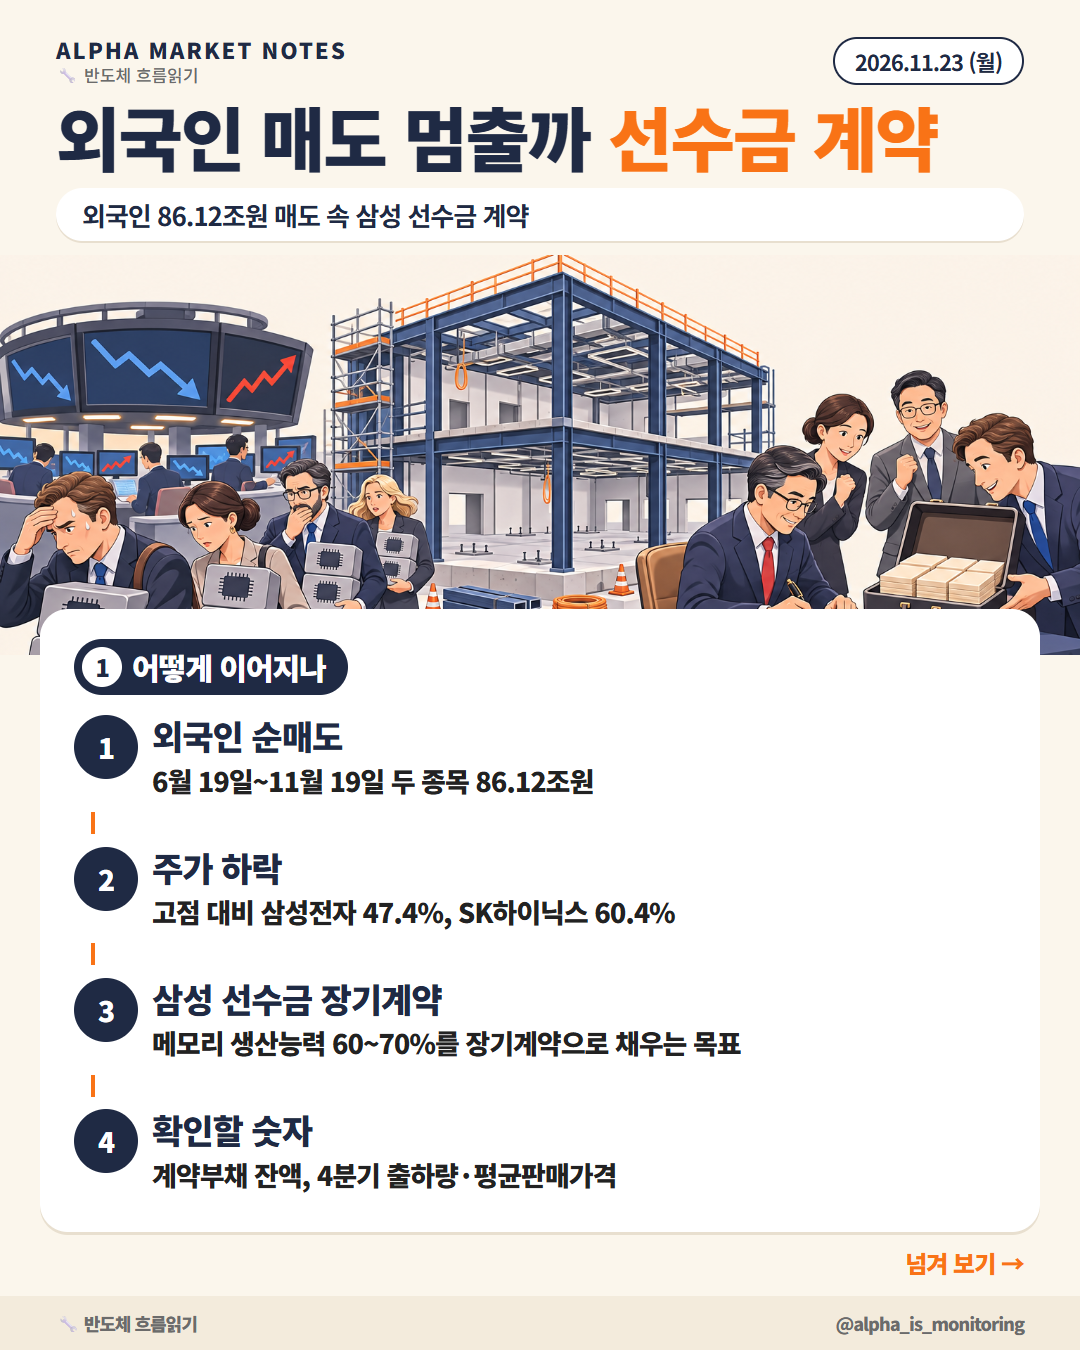 ALPHA MARKET NOTES
반도체 흐름읽기
2026.11.23 (월)
외국인 매도 멈출까 선수금 계약
외국인 86.12조원 매도 속 삼성 선수금 계약
1 어떻게 이어지나
1 외국인 순매도
6월 19일~11월 19일 두 종목 86.12조원
2 주가 하락
고점 대비 삼성전자 47.4%, SK하이닉스 60.4%
3 삼성 선수금 장기계약
메모리 생산능력 60~70%를 장기계약으로 채우는 목표
4 확인할 숫자
계약부채 잔액, 4분기 출하량·평균판매가격
넘겨 보기 →
반도체 흐름읽기
@alpha_is_monitoring